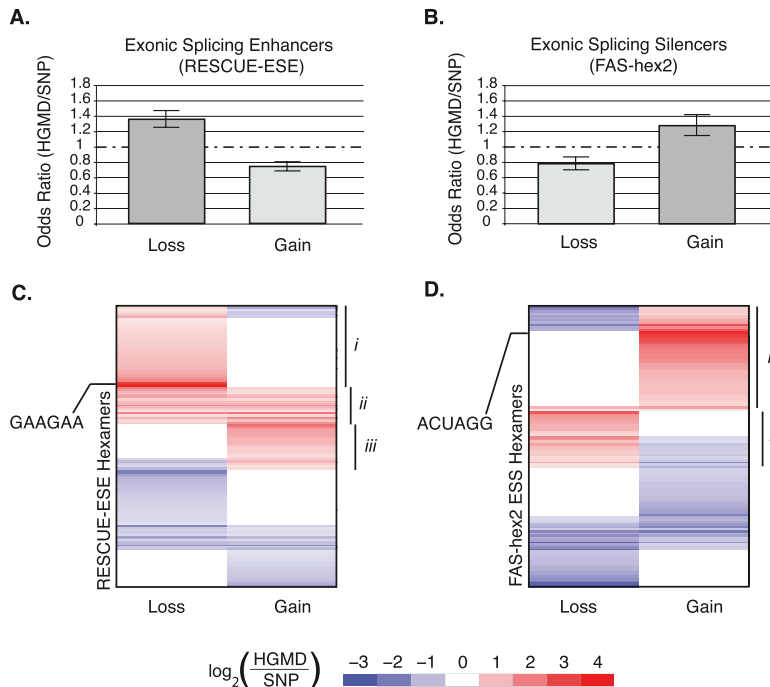 A.
Exonic Splicing Enhancers
(RESCUE-ESE)
Odds Ratio (HGMD/SNP)
1.8
1.6
1.4
1.2
1
0.8
0.6
0.4
0.2
0
Loss Gain
B.
Exonic Splicing Silencers
(FAS-hex2)
Odds Ratio (HGMD/SNP)
1.8
1.6
1.4
1.2
1
0.8
0.6
0.4
0.2
0
Loss Gain
C.
GAAGAA
RESCUE-ESE Hexamers
i
ii
iii
Loss Gain
D.
ACUAGG
FAS-hex2 ESS Hexamers
Loss Gain
log2(HGMD/SNP)
−3 −2 −1 0 1 2 3 4